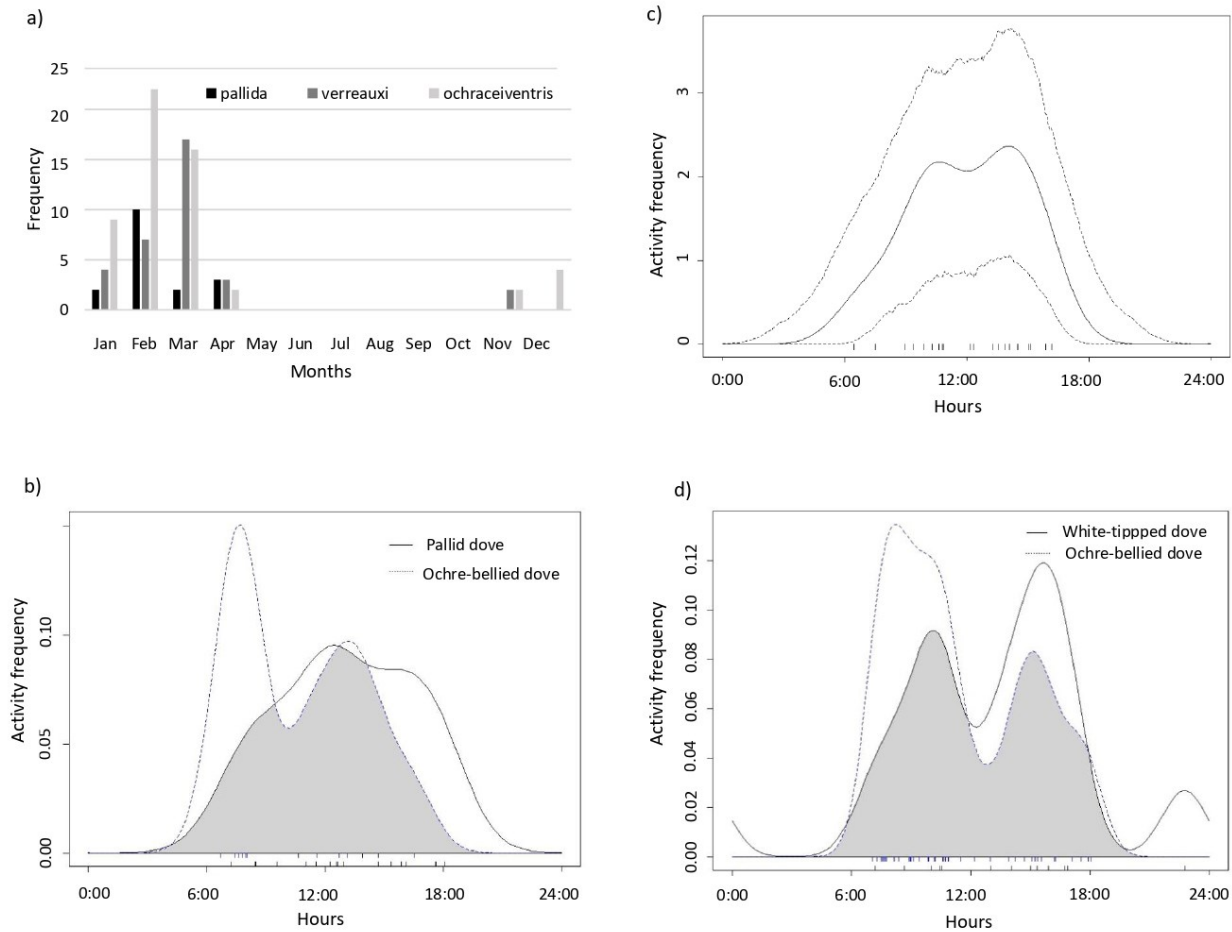 a)
25
20
15
10
5
0
Frequency
pallida verreauxi ochraceiventris
Jan Feb Mar Apr May Jun Jul Aug Sep Oct Nov Dec
Months
c)
3
2
1
0
Activity frequency
0:00 6:00 12:00 18:00 24:00
Hours
b)
Pallid dove
Ochre-bellied dove
0.10
0.05
0.00
Activity frequency
0:00 6:00 12:00 18:00 24:00
Hours
d)
White-tippped dove
Ochre-bellied dove
0.12
0.10
0.08
0.06
0.04
0.02
0.00
Activity frequency
0:00 6:00 12:00 18:00 24:00
Hours